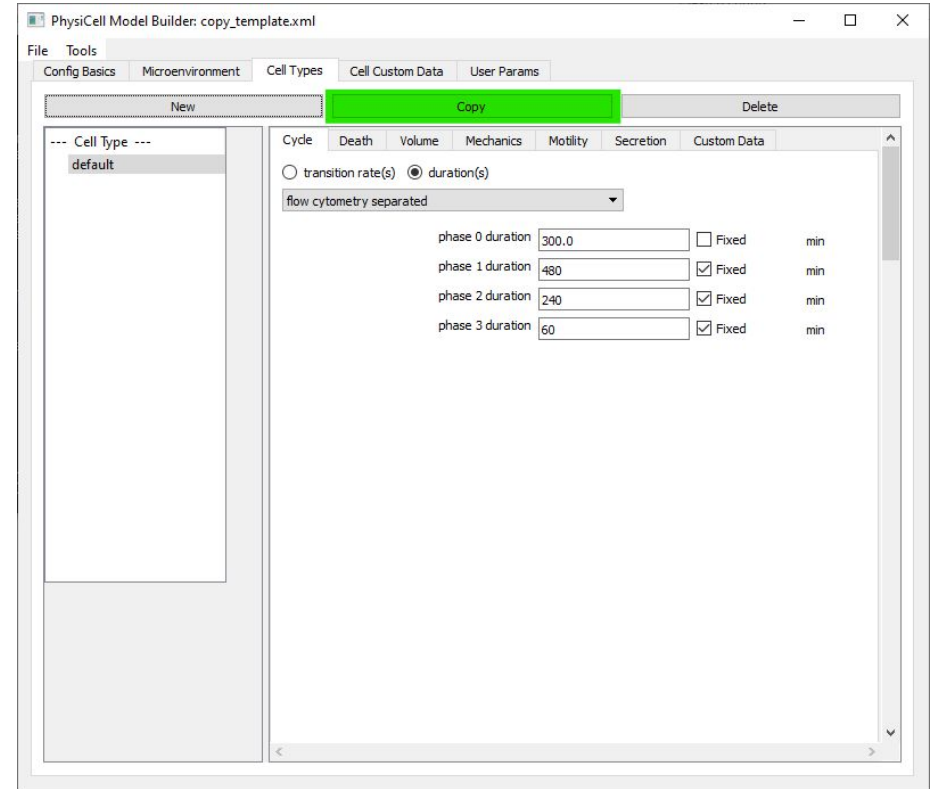 PhysiCell Model Builder: copy_template.xml
File Tools
Config Basics Microenvironment Cell Types Cell Custom Data User Params
New Copy Delete
--- Cell Type ---
default
Cycle Death Volume Mechanics Motility Secretion Custom Data
transition rate(s) duration(s)
flow cytometry separated
phase 0 duration 300.0 Fixed min
phase 1 duration 480 Fixed min
phase 2 duration 240 Fixed min
phase 3 duration 60 Fixed min